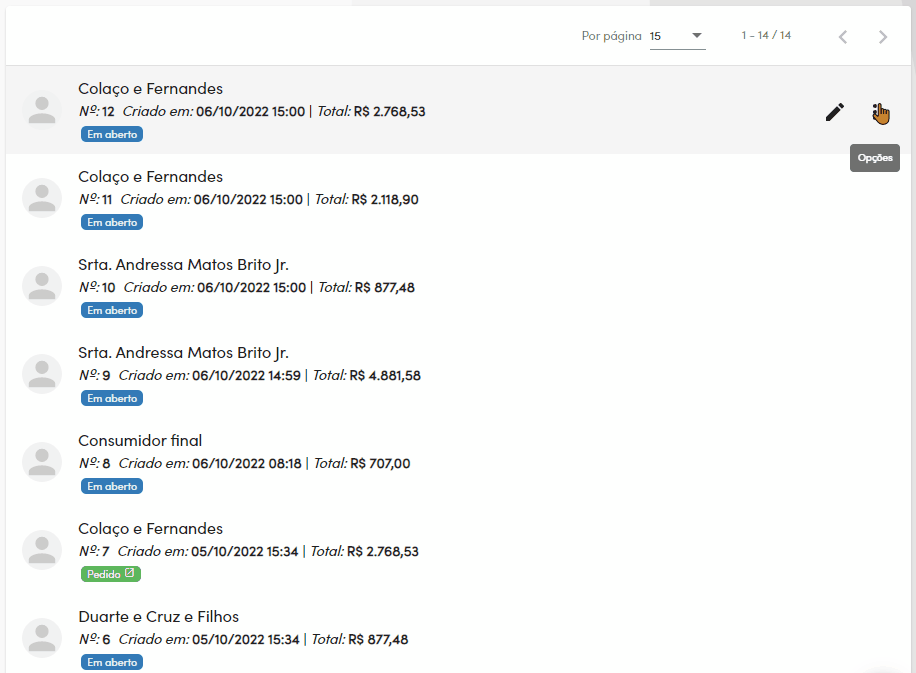 Por página 15 1 - 14 / 14
Colaço e Fernandes
Nº: 12 Criado em: 06/10/2022 15:00 | Total: R$ 2.768,53
Em aberto
Opções
Colaço e Fernandes
Nº: 11 Criado em: 06/10/2022 15:00 | Total: R$ 2.118,90
Em aberto
Srta. Andressa Matos Brito Jr.
Nº: 10 Criado em: 06/10/2022 15:00 | Total: R$ 877,48
Em aberto
Srta. Andressa Matos Brito Jr.
Nº: 9 Criado em: 06/10/2022 14:59 | Total: R$ 4.881,58
Em aberto
Consumidor final
Nº: 8 Criado em: 06/10/2022 08:18 | Total: R$ 707,00
Em aberto
Colaço e Fernandes
Nº: 7 Criado em: 05/10/2022 15:34 | Total: R$ 2.768,53
Pedido
Duarte e Cruz e Filhos
Nº: 6 Criado em: 05/10/2022 15:34 | Total: R$ 877,48
Em aberto